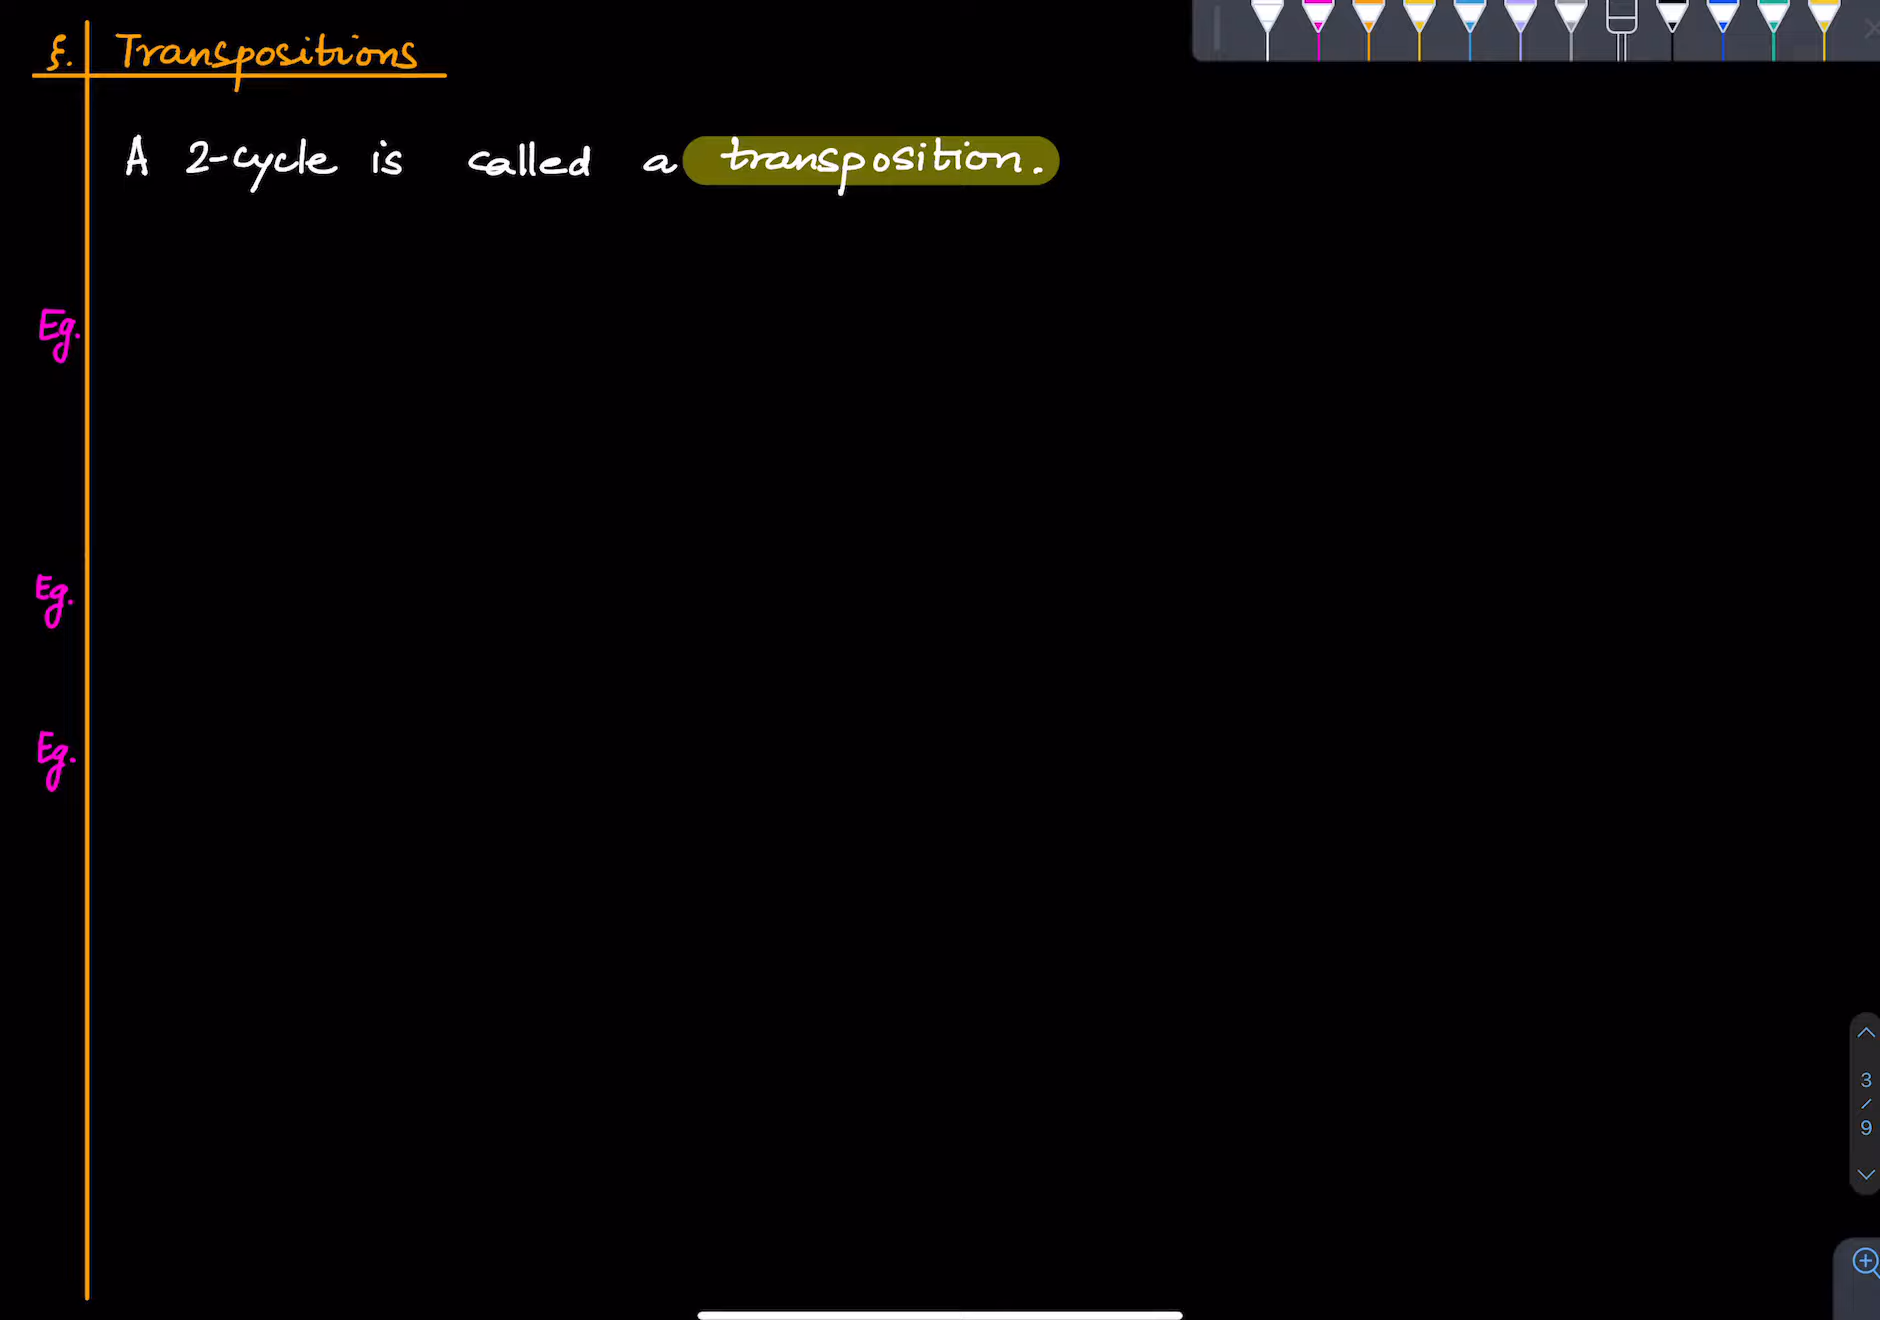 §. Transpositions
A 2-cycle is called a transposition.
Eg.
Eg.
Eg.
3
/
9